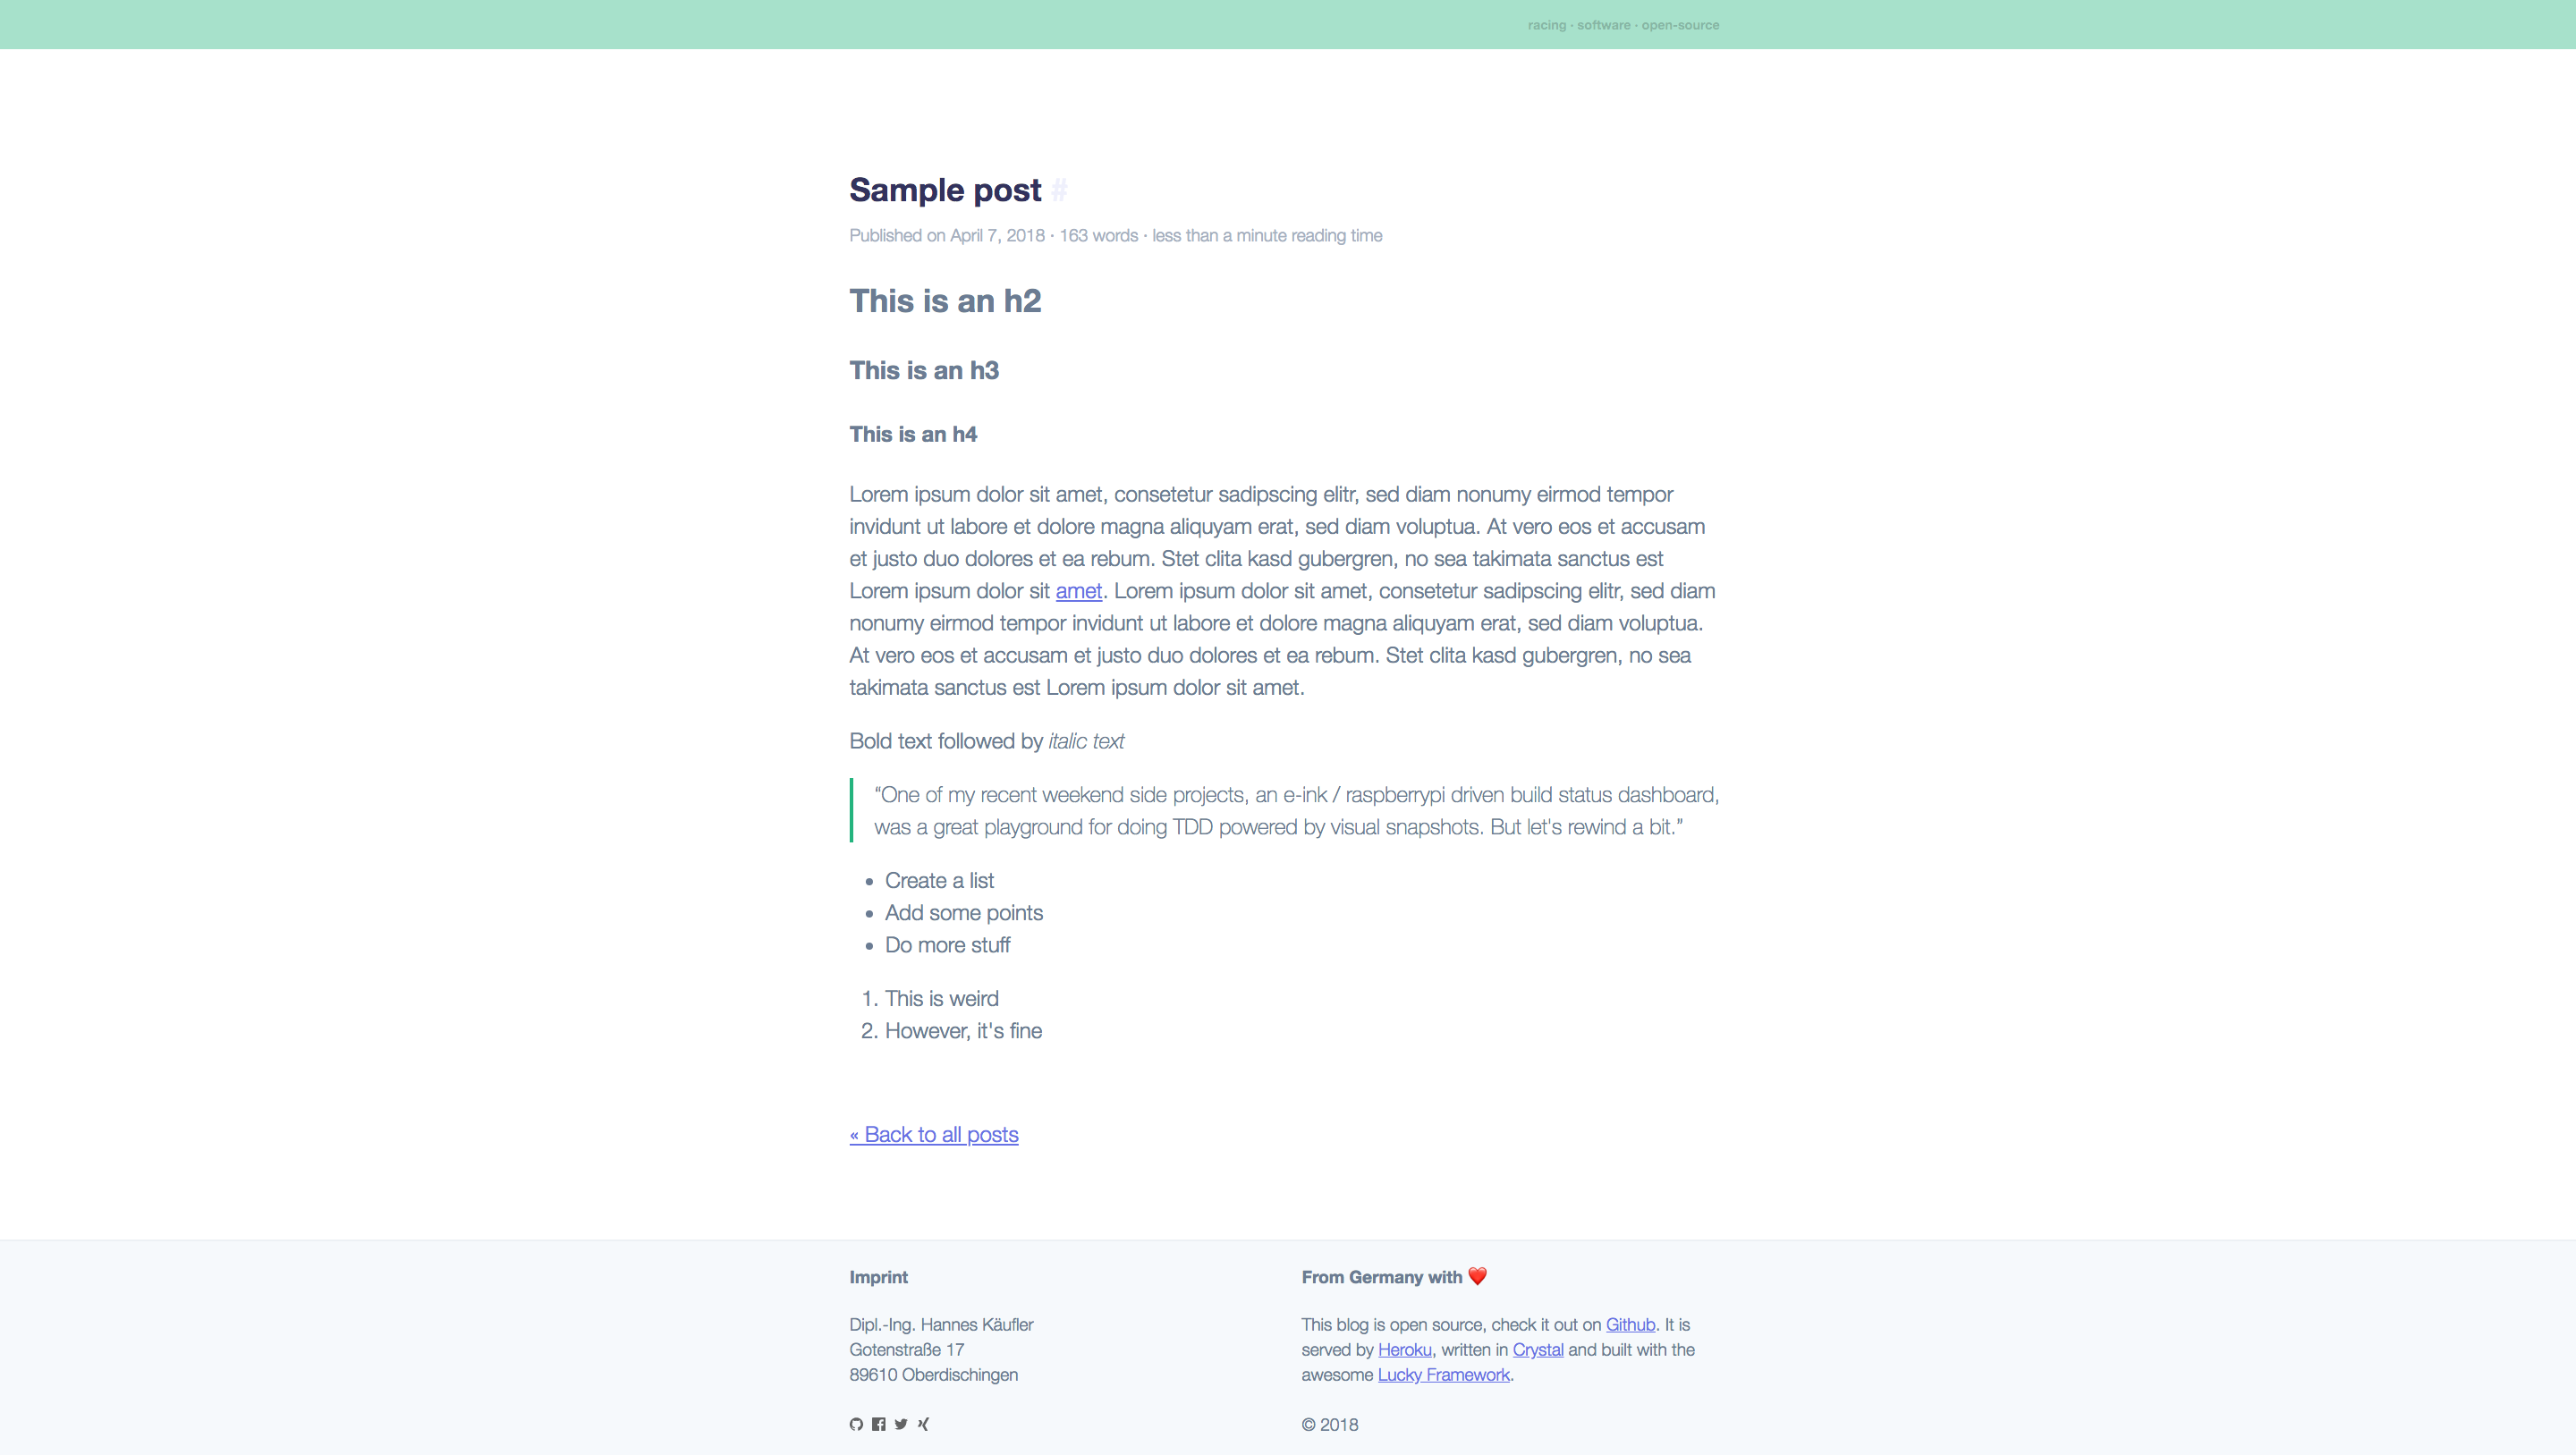 racing · software · open-source
Sample post #
Published on April 7, 2018 · 163 words · less than a minute reading time
This is an h2
This is an h3
This is an h4
Lorem ipsum dolor sit amet, consetetur sadipscing elitr, sed diam nonumy eirmod tempor
invidunt ut labore et dolore magna aliquyam erat, sed diam voluptua. At vero eos et accusam
et justo duo dolores et ea rebum. Stet clita kasd gubergren, no sea takimata sanctus est
Lorem ipsum dolor sit amet. Lorem ipsum dolor sit amet, consetetur sadipscing elitr, sed diam
nonumy eirmod tempor invidunt ut labore et dolore magna aliquyam erat, sed diam voluptua.
At vero eos et accusam et justo duo dolores et ea rebum. Stet clita kasd gubergren, no sea
takimata sanctus est Lorem ipsum dolor sit amet.
Bold text followed by italic text
“One of my recent weekend side projects, an e-ink / raspberrypi driven build status dashboard,
was a great playground for doing TDD powered by visual snapshots. But let's rewind a bit.”
• Create a list
• Add some points
• Do more stuff
1. This is weird
2. However, it's fine
« Back to all posts
Imprint
Dipl.-Ing. Hannes Käufler
Gotenstraße 17
89610 Oberdischingen
From Germany with ❤️
This blog is open source, check it out on Github. It is
served by Heroku, written in Crystal and built with the
awesome Lucky Framework.
© 2018